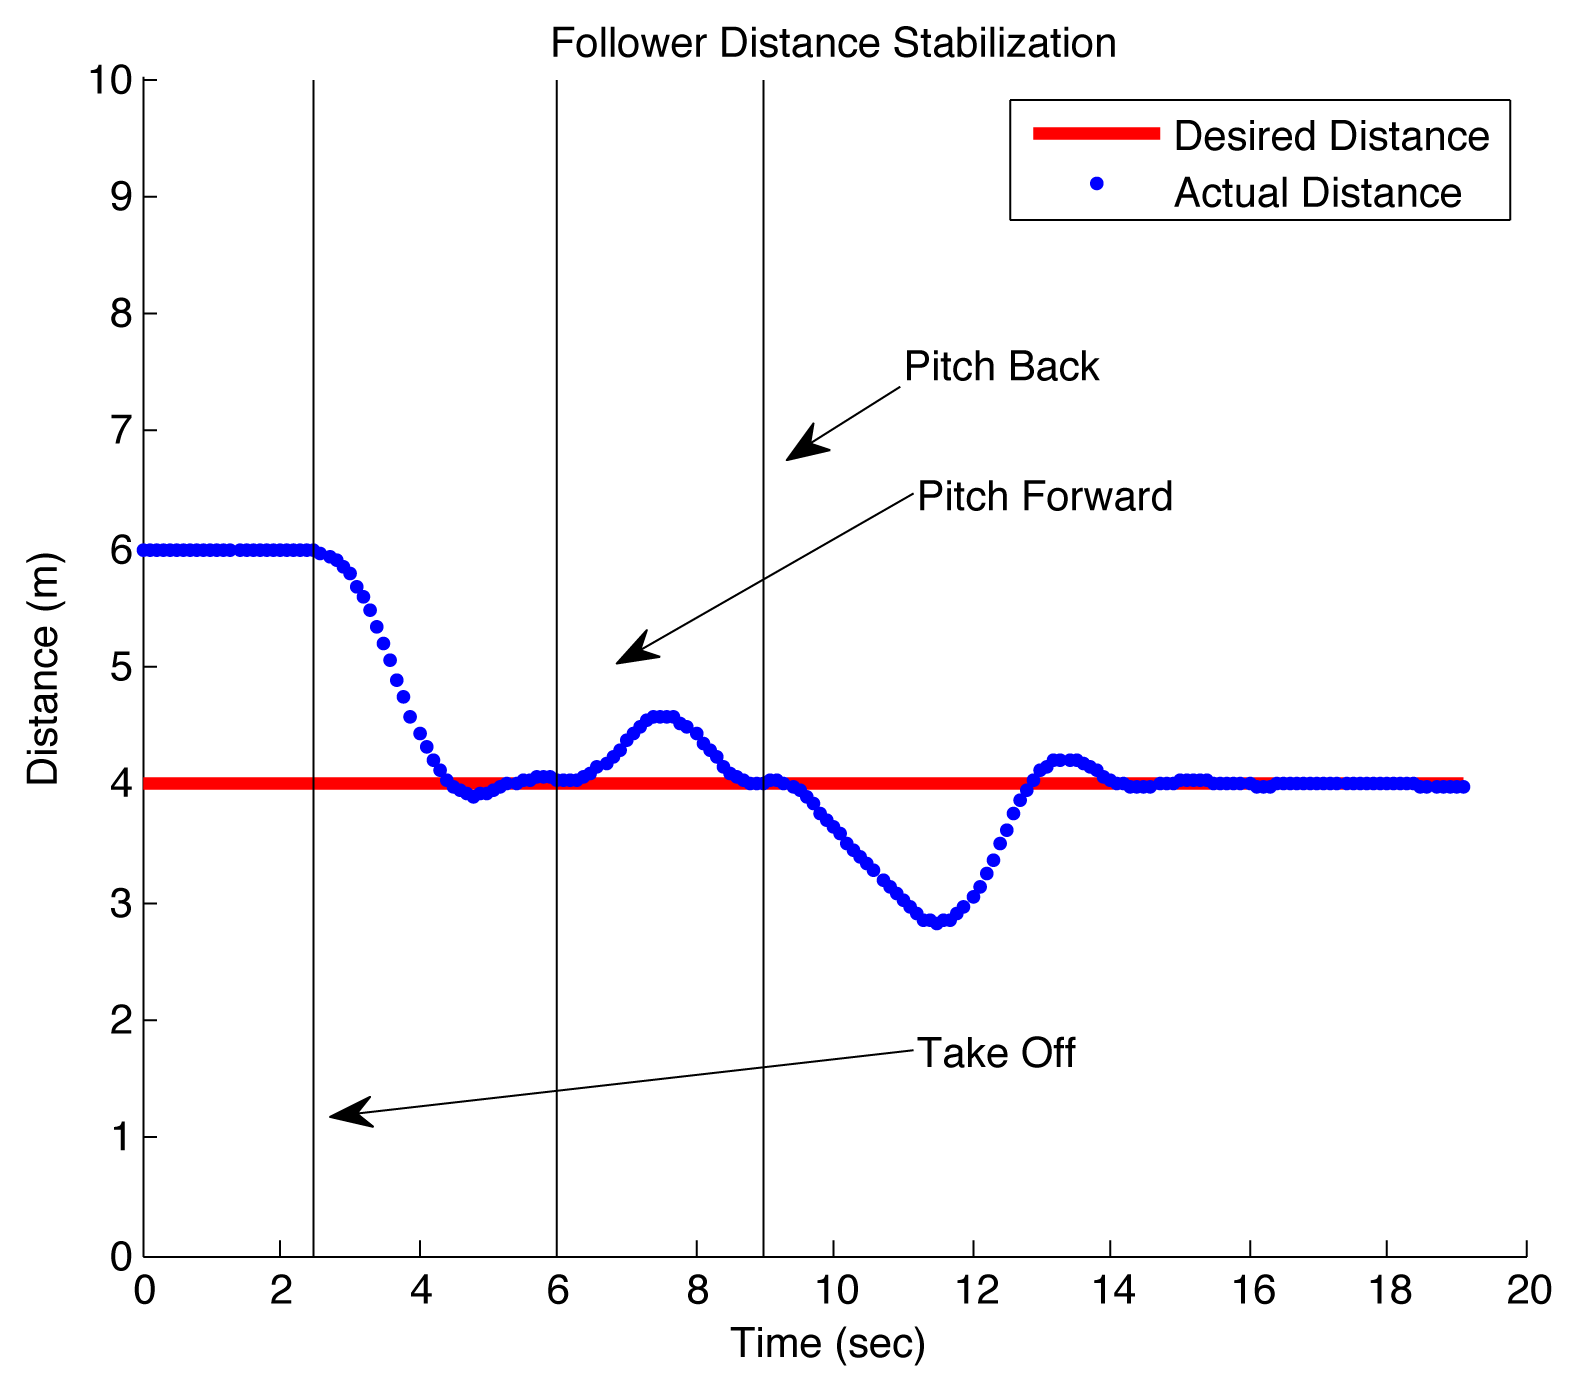 Follower Distance Stabilization
Desired Distance
Actual Distance
Pitch Back
Pitch Forward
Take Off
Distance (m)
10
9
8
7
6
5
4
3
2
1
0
0 2 4 6 8 10 12 14 16 18 20
Time (sec)